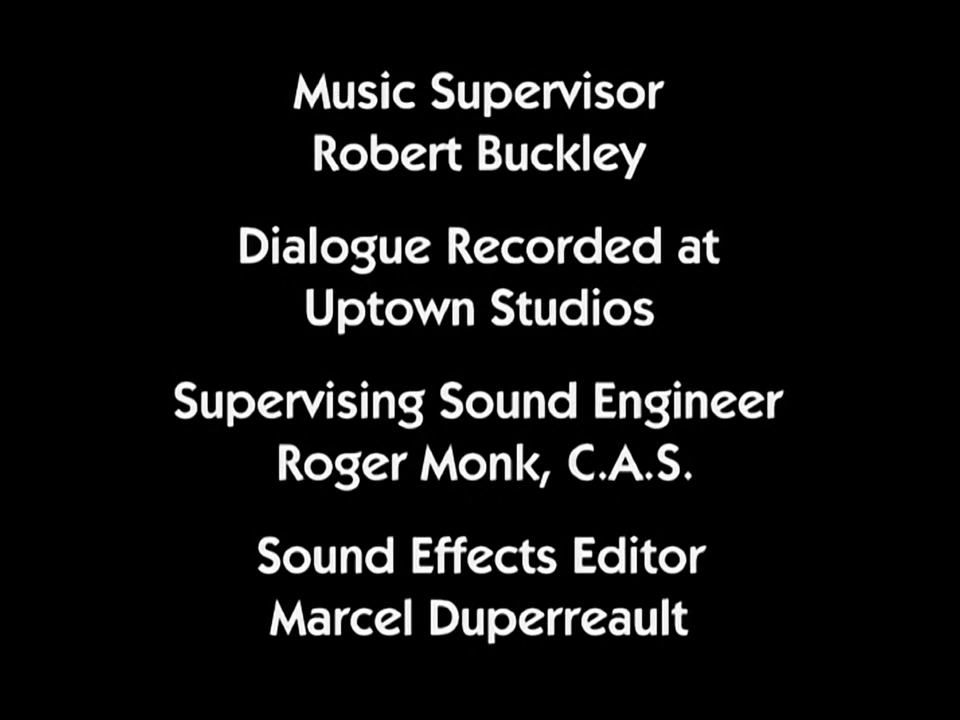 Music Supervisor
Robert Buckley
Dialogue Recorded at
Uptown Studios
Supervising Sound Engineer
Roger Monk, C.A.S.
Sound Effects Editor
Marcel Duperreault